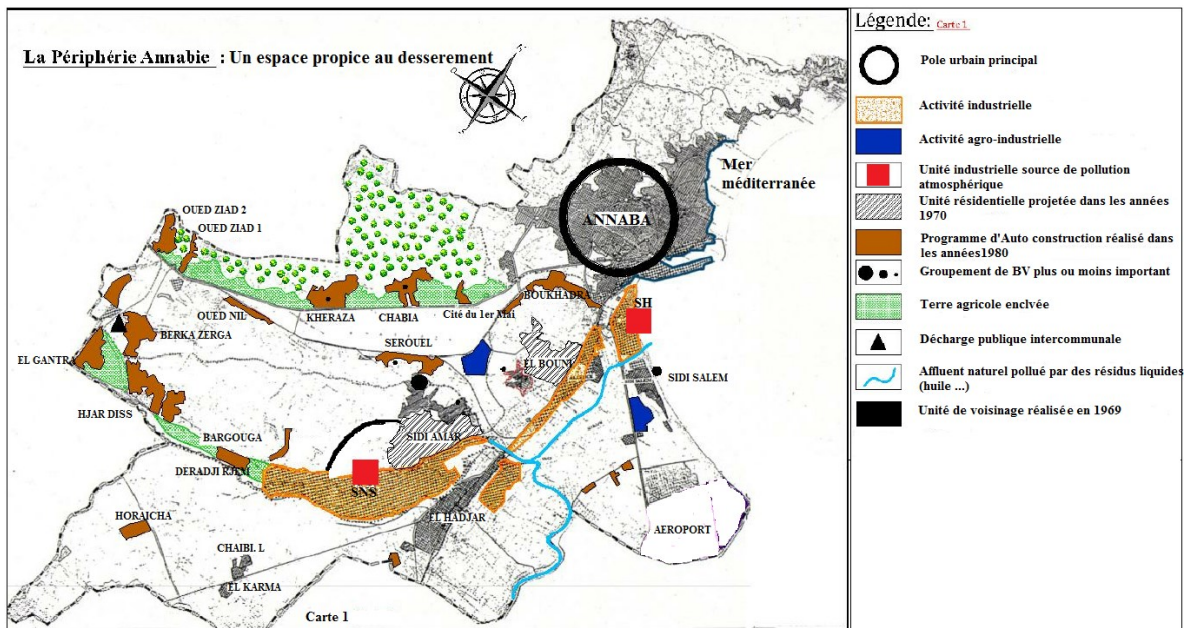 La Périphérie Annabie : Un espace propice au desserement
Mer
méditerranée
ANNABA
OUED ZIAD 2
OUED ZIAD 1
BOUKHADRA
SH
Cité du 1er Mai
KHERAZA
CHABIA
OUED NIL
BERKA ZERGA
EL GANTRA
SEROUEL
EL BOUNI
SIDI SALEM
HJAR DISS
BARGOUGA
SIDI AMAR
DERADJI RJEM
SNS
EL HADJAR
HORAICHA
AEROPORT
CHAIBI. L
EL KARMA
Carte 1
Légende: Carte 1
Pole urbain principal
Activité industrielle
Activité agro-industrielle
Unité industrielle source de pollution
atmosphérique
Unité résidentielle projetée dans les années
1970
Programme d'Auto construction réalisé dans
les années1980
Groupement de BV plus ou moins important
Terre agricole enclvée
Décharge publique intercommunale
Affluent naturel pollué par des résidus liquides
(huile ...)
Unité de voisinage réalisée en 1969